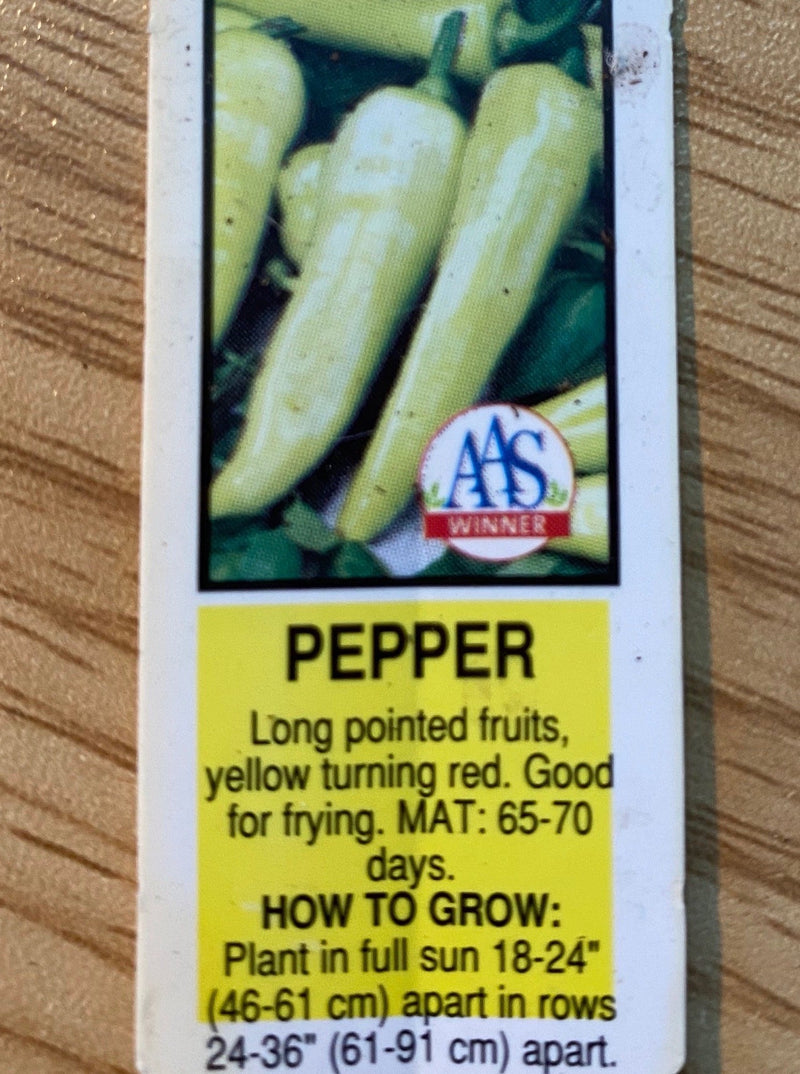 AAS
WINNER
PEPPER
Long pointed fruits,
yellow turning red. Good
for frying. MAT: 65-70
days.
HOW TO GROW:
Plant in full sun 18-24"
(46-61 cm) apart in rows
24-36" (61-91 cm) apart.